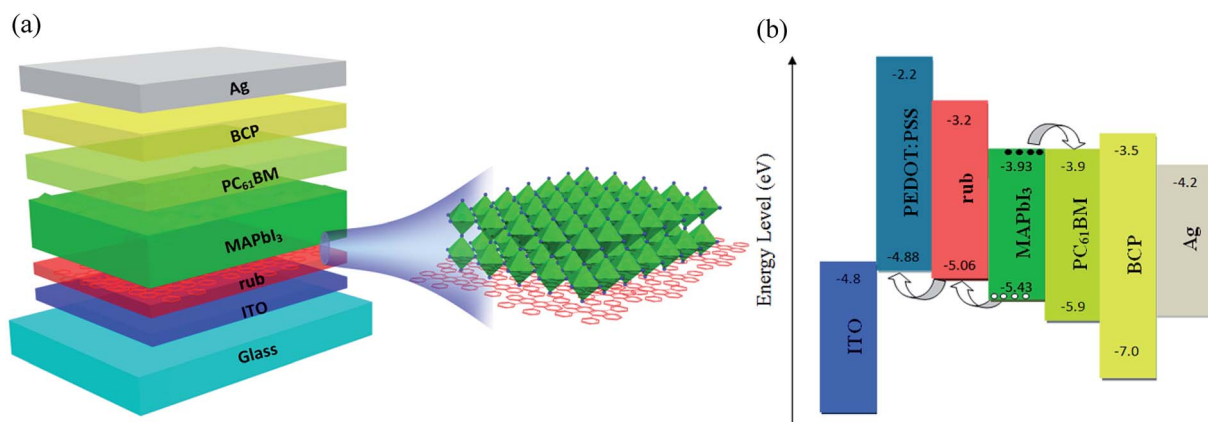 (a)
Ag
BCP
PC₆₁BM
MAPbI₃
rub
ITO
Glass
(b)
Energy Level (eV)
-4.8
ITO
-2.2
PEDOT:PSS
-4.88
-3.2
rub
-5.06
-3.93
MAPbI₃
-5.43
-3.9
PC₆₁BM
-5.9
-3.5
BCP
-7.0
-4.2
Ag